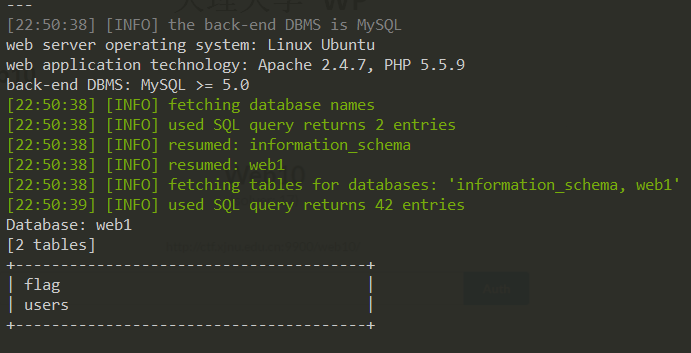 ---
[22:50:38] [INFO] the back-end DBMS is MySQL
web server operating system: Linux Ubuntu
web application technology: Apache 2.4.7, PHP 5.5.9
back-end DBMS: MySQL >= 5.0
[22:50:38] [INFO] fetching database names
[22:50:38] [INFO] used SQL query returns 2 entries
[22:50:38] [INFO] resumed: information_schema
[22:50:38] [INFO] resumed: web1
[22:50:38] [INFO] fetching tables for databases: 'information_schema, web1'
[22:50:39] [INFO] used SQL query returns 42 entries
Database: web1
[2 tables]
+---------------------------------------+
| flag                                  |
| users                                 |
+---------------------------------------+